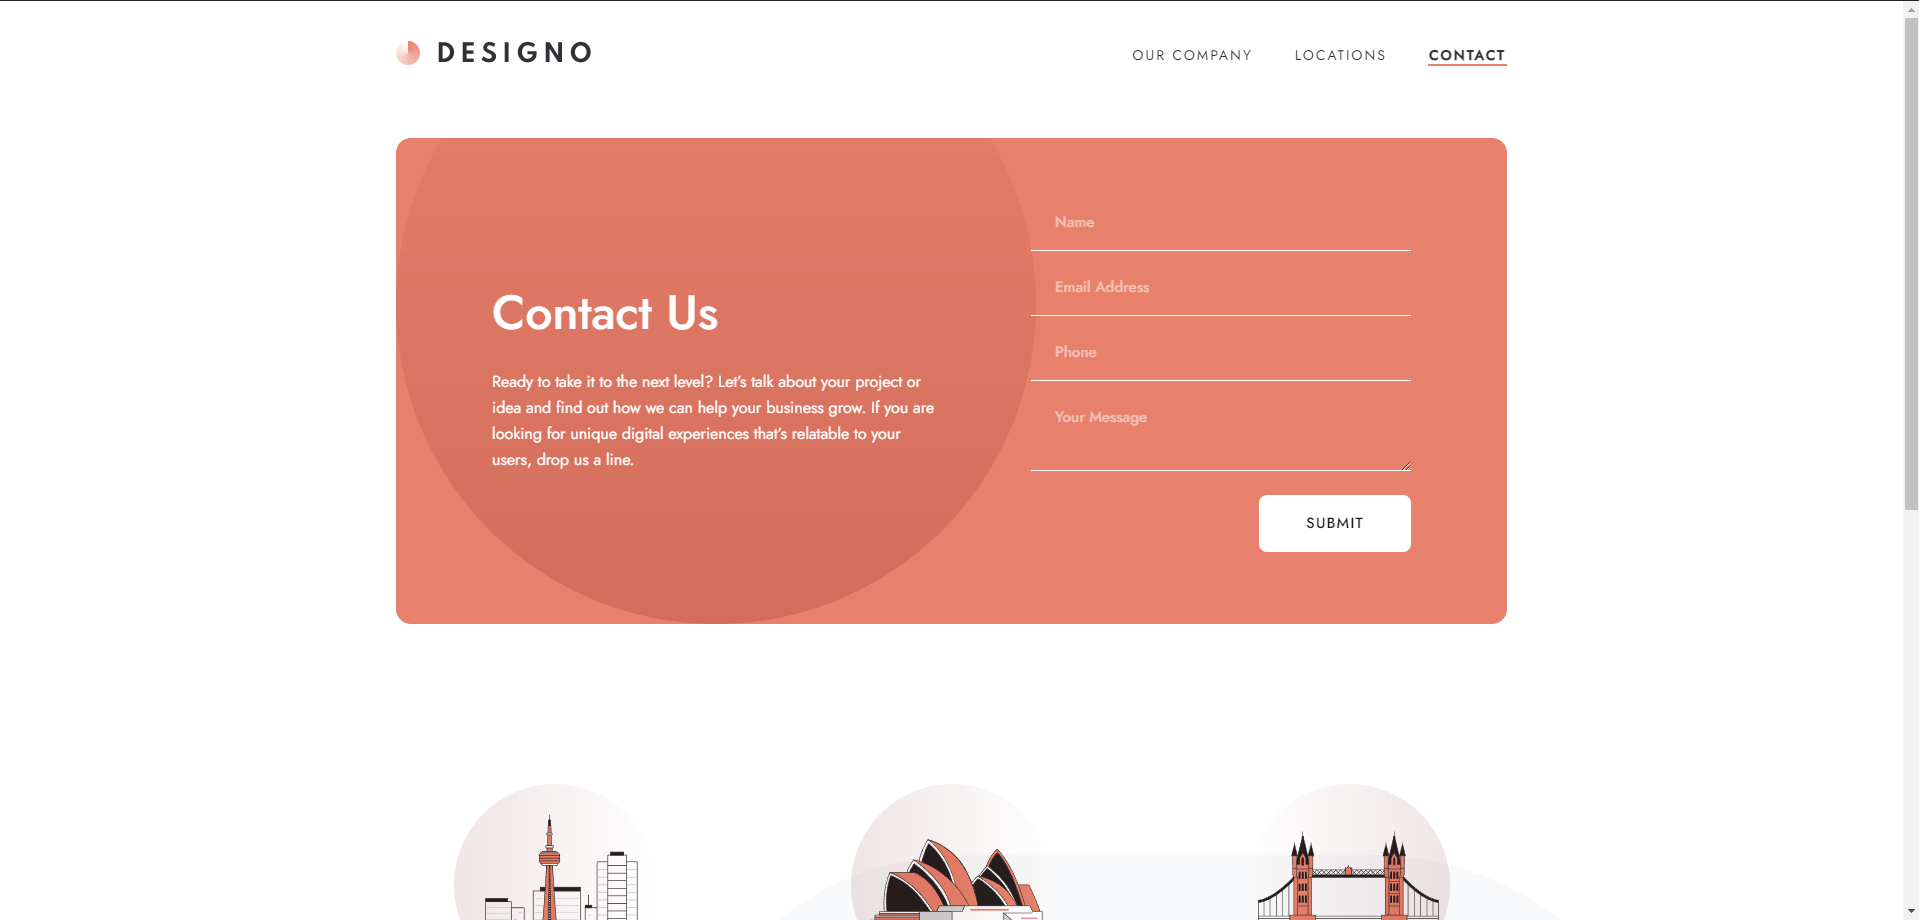 DESIGNO
OUR COMPANY
LOCATIONS
CONTACT
Contact Us
Ready to take it to the next level? Let’s talk about your project or
idea and find out how we can help your business grow. If you are
looking for unique digital experiences that’s relatable to your
users, drop us a line.
Name
Email Address
Phone
Your Message
SUBMIT